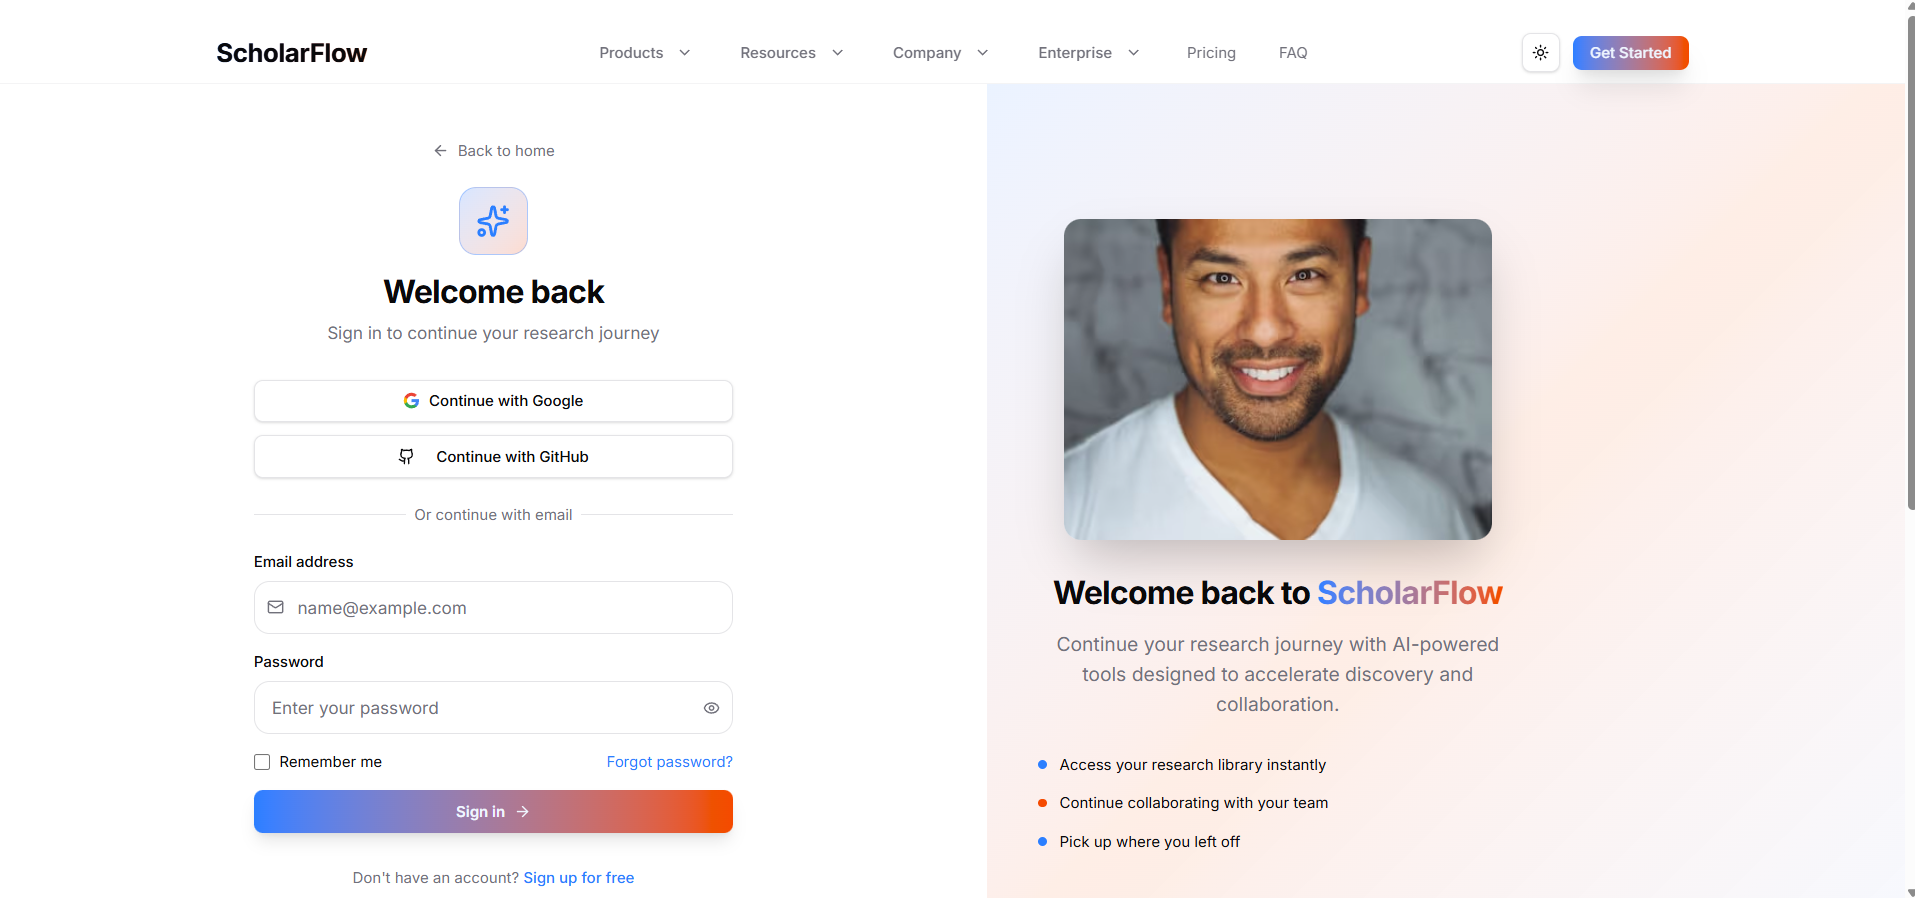 ScholarFlow
Products
Resources
Company
Enterprise
Pricing
FAQ
Get Started
Back to home
Welcome back
Sign in to continue your research journey
Continue with Google
Continue with GitHub
Or continue with email
Email address
name@example.com
Password
Enter your password
Remember me
Forgot password?
Sign in
Don't have an account? Sign up for free
Welcome back to ScholarFlow
Continue your research journey with AI-powered
tools designed to accelerate discovery and
collaboration.
Access your research library instantly
Continue collaborating with your team
Pick up where you left off